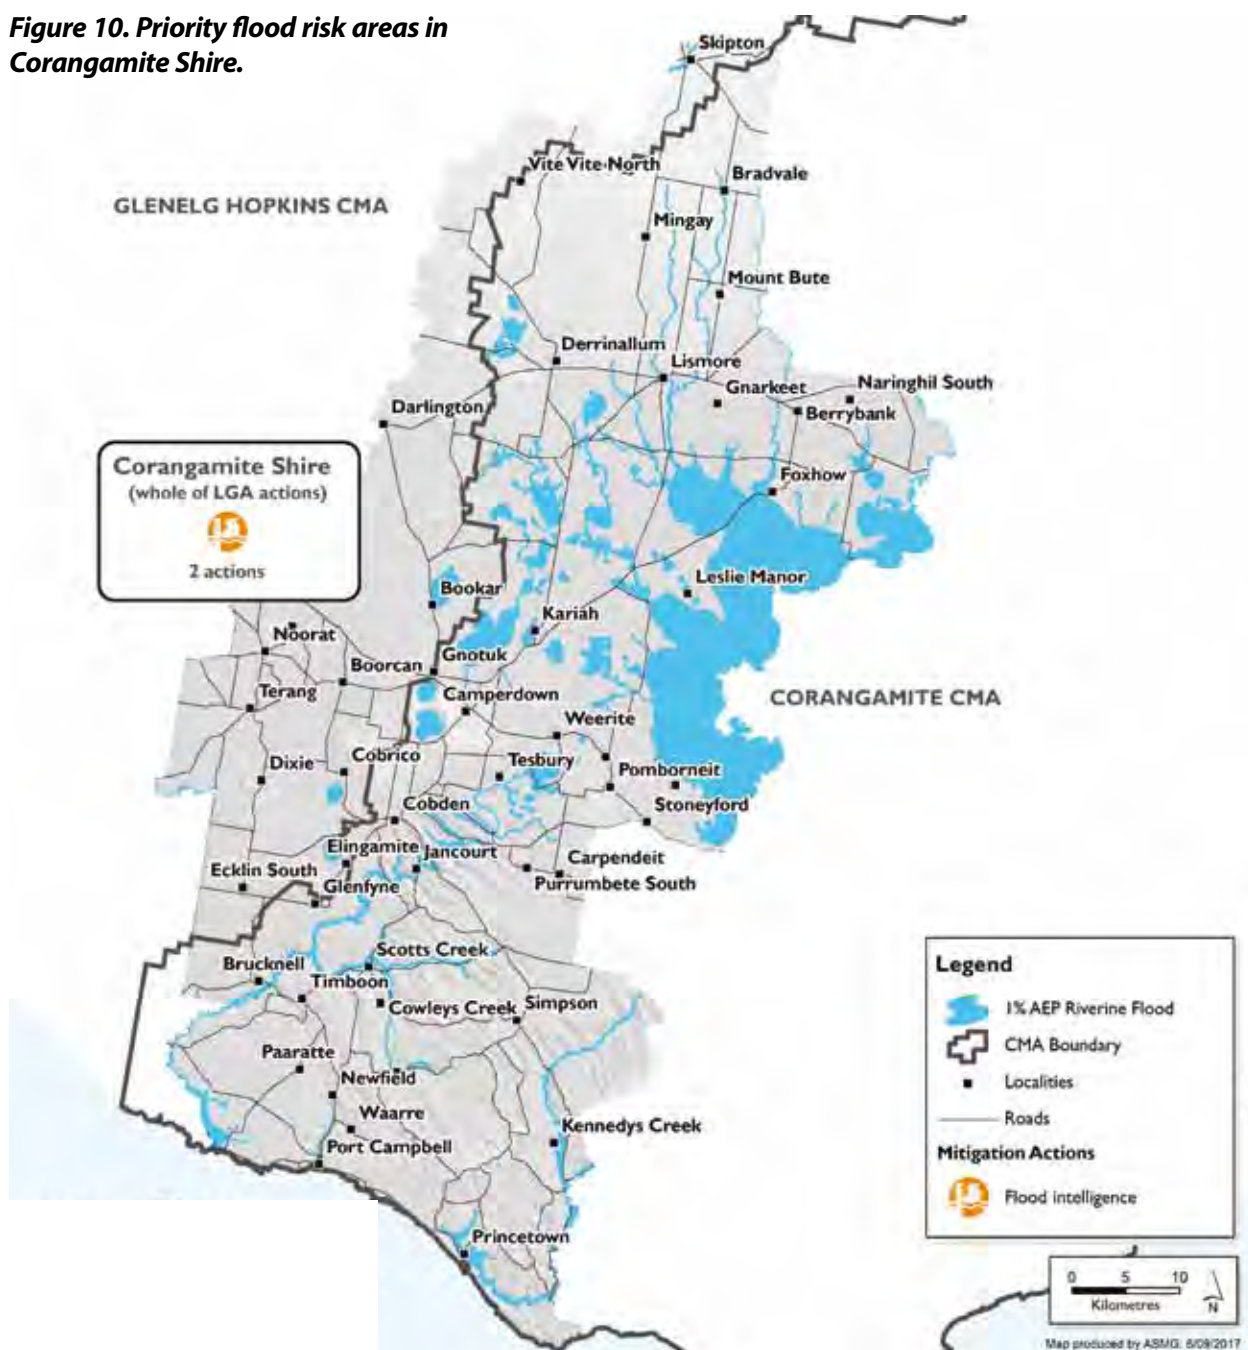 Figure 10. Priority flood risk areas in
Corangamite Shire.
Skipton
Vite Vite North
Bradvale
GLENELG HOPKINS CMA
Mingay
Mount Bute
Derrinallum
Lismore
Gnarkeet
Naringhil South
Darlington
Berrybank
Corangamite Shire
(whole of LGA actions)
2 actions
Foxhow
Leslie Manor
Bookar
Kariah
Noorat
Gnotuk
Boorcan
Terang
Camperdown
CORANGAMITE CMA
Weerite
Cobrico
Dixie
Tesbury
Pomborneit
Cobden
Stoneyford
Elingamite
Jancourt
Carpendeit
Ecklin South
Purrumbete South
Glenfyne
Scotts Creek
Brucknell
Timboon
Cowleys Creek
Simpson
Paaratte
Newfield
Waarre
Kennedys Creek
Port Campbell
Princetown
Legend
1% AEP Riverine Flood
CMA Boundary
Localities
Roads
Mitigation Actions
Flood intelligence
0 5 10
Kilometres
N
Map produced by ASMG: 6/09/2017